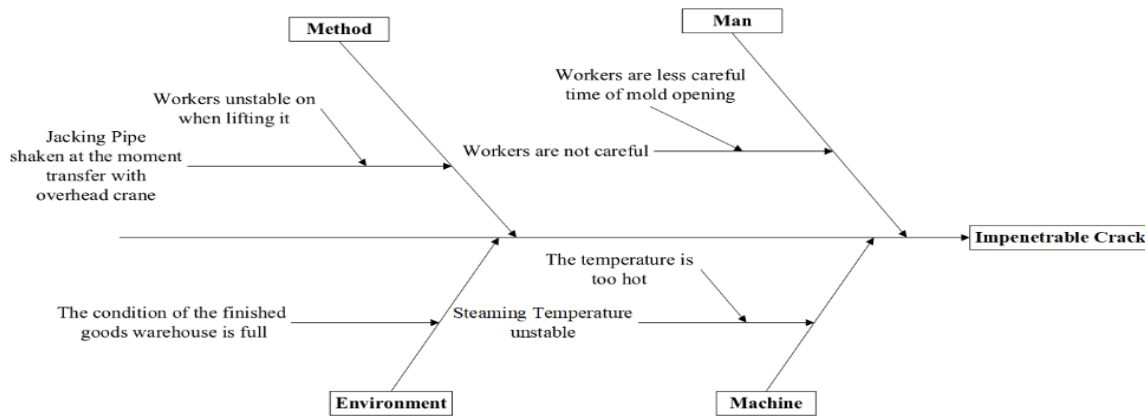 Method
Man
Workers unstable on
when lifting it
Jacking Pipe
shaken at the moment
transfer with
overhead crane
Workers are less careful
time of mold opening
Workers are not careful
Impenetrable Crack
The condition of the finished
goods warehouse is full
The temperature is
too hot
Steaming Temperature
unstable
Environment
Machine